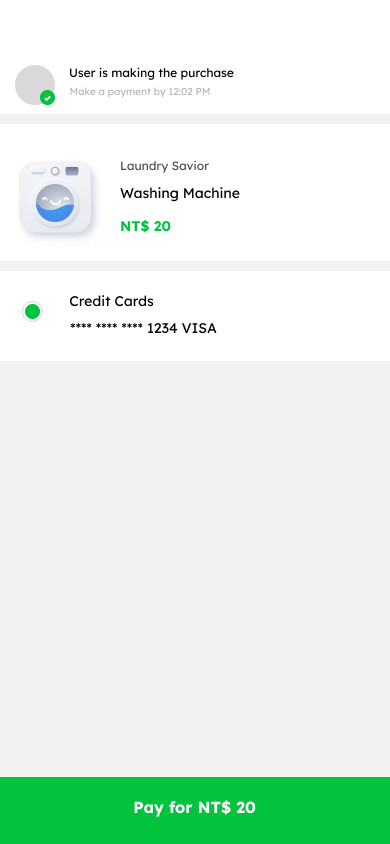 User is making the purchase
Make a payment by 12:02 PM
Laundry Savior
Washing Machine
NT$ 20
Credit Cards
**** **** **** 1234 VISA
Pay for NT$ 20